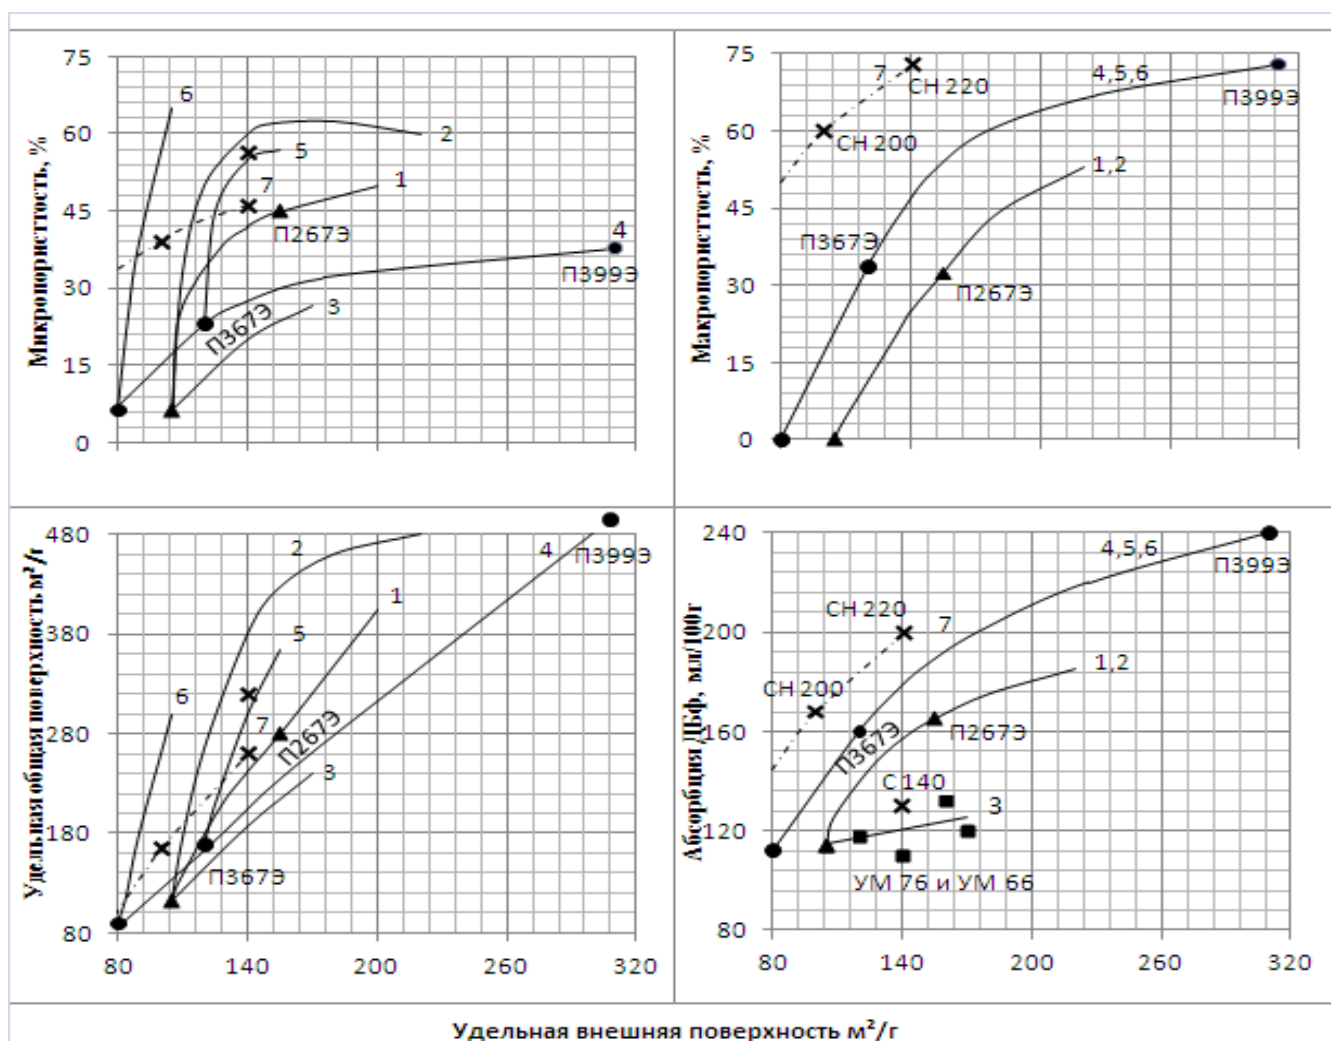 Микропористость, %
75
60
45
30
15
0
6
2
5
7
1
П267Э
4
П399Э
П367Э
3
Макропористтость, %
75
60
45
30
15
0
7
СН 220
СН 200
4,5,6
П399Э
1,2
П367Э
П267Э
Удельная общая поверхность м²/г
480
380
280
180
80
2
4
П399Э
1
5
6
7
П267Э
3
П367Э
80
140
200
260
320
Абсорбция ДБф, мл/100г
240
200
160
120
80
4,5,6
П399Э
СН 220
7
СН 200
1,2
П367Э
П267Э
С 140
3
УМ 76 и УМ 66
80
140
200
260
320
Удельная внешняя поверхность м²/г